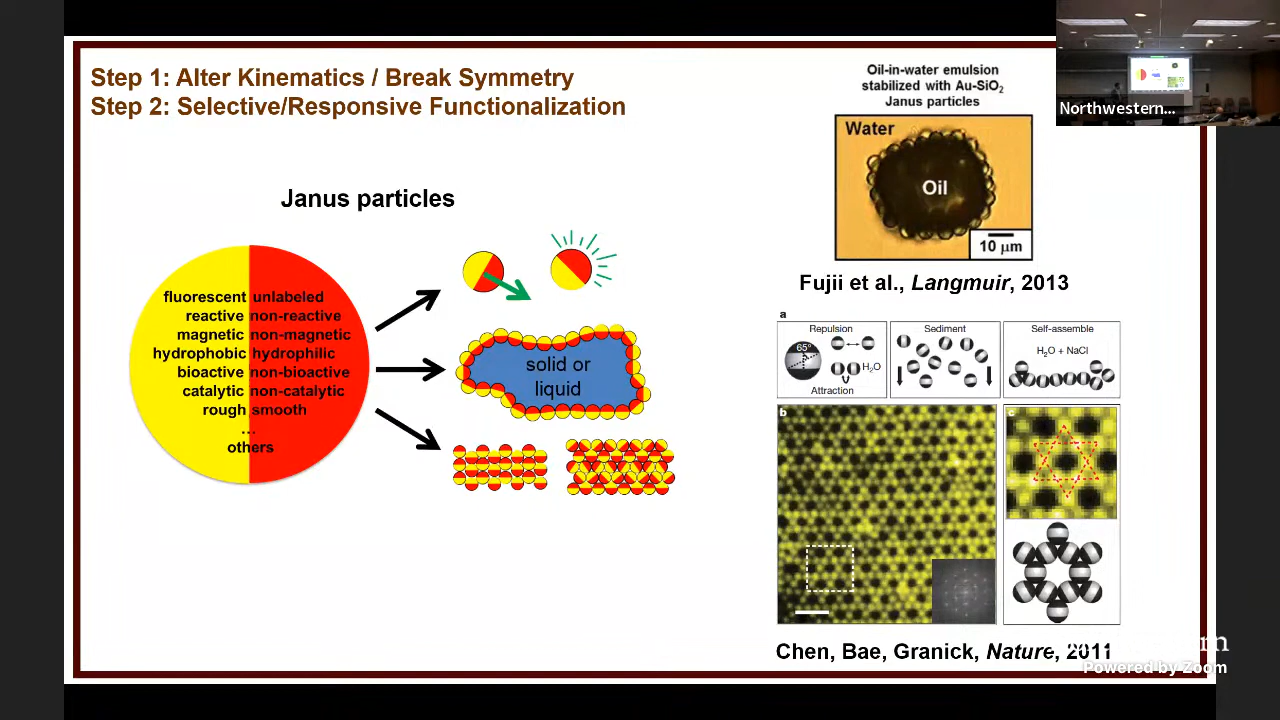 Step 1: Alter Kinematics / Break Symmetry
Step 2: Selective/Responsive Functionalization
Janus particles
fluorescent unlabeled
reactive non-reactive
magnetic non-magnetic
hydrophobic hydrophilic
bioactive non-bioactive
catalytic non-catalytic
rough smooth
...
others
solid or
liquid
Oil-in-water emulsion
stabilized with Au-SiO₂
Janus particles
Water
Oil
10 μm
Fujii et al., Langmuir, 2013
a
Repulsion
65°
H₂O
Attraction
Sediment
Self-assemble
H₂O + NaCl
b
c
Chen, Bae, Granick, Nature, 2011
Northwestern...
Powered by Zoom